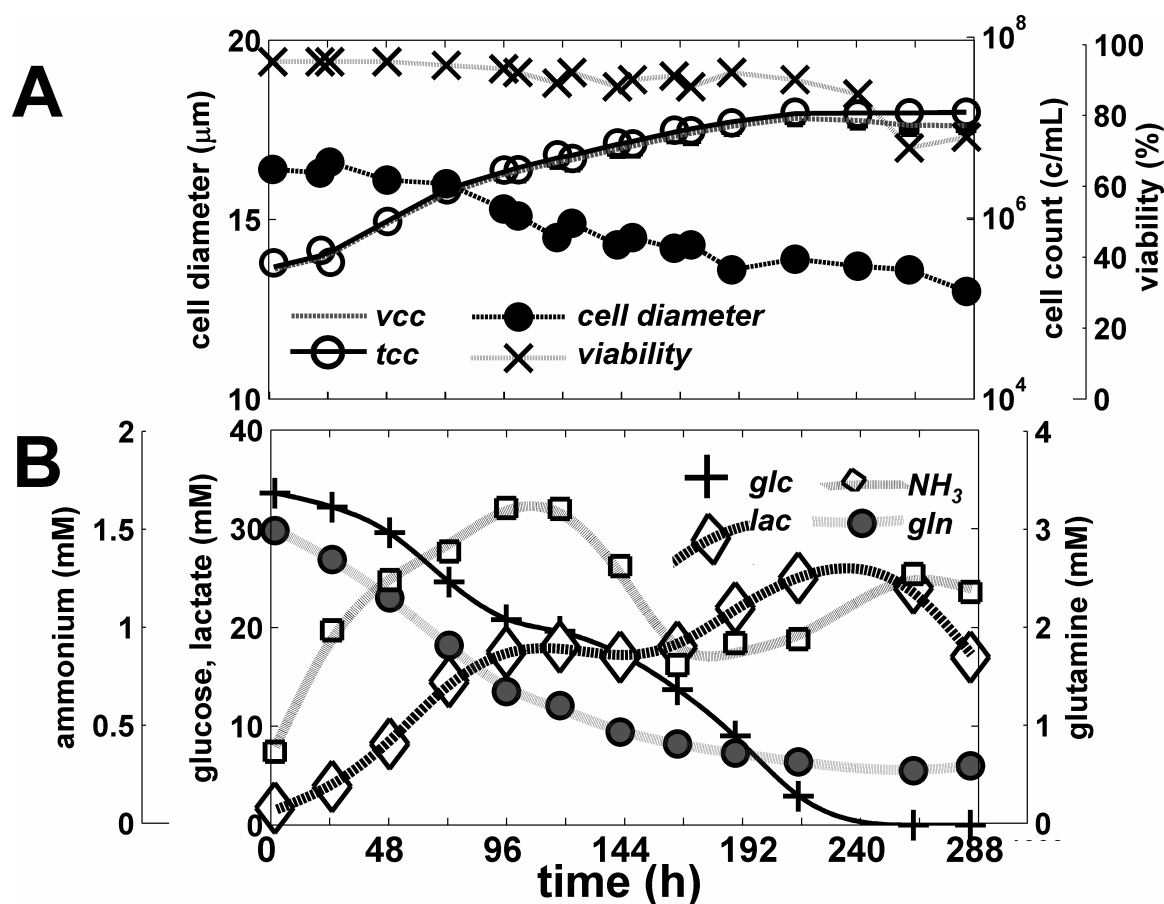 A
20
15
10
cell diameter (μm)
10^8
10^6
10^4
cell count (c/mL)
100
80
60
40
20
0
viability (%)
vcc
cell diameter
tcc
viability
B
2
1.5
1
0.5
0
ammonium (mM)
40
30
20
10
0
glucose, lactate (mM)
4
3
2
1
0
glutamine (mM)
glc
NH3
lac
gln
0 48 96 144 192 240 288
time (h)